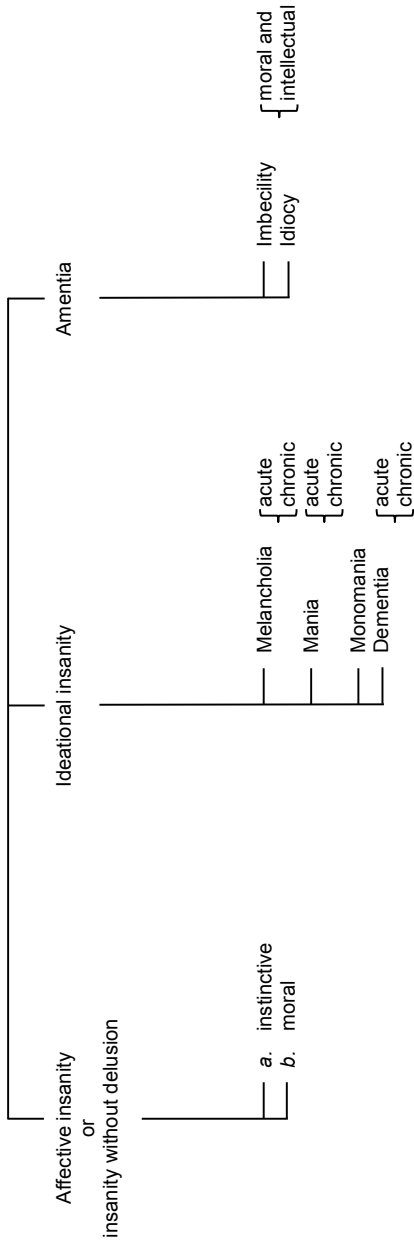 Affective insanity
or
insanity without delusion
a. instinctive
b. moral
Ideational insanity
Melancholia
acute
chronic
Mania
acute
chronic
Monomania
Dementia
acute
chronic
Amentia
Imbecility
Idiocy
moral and
intellectual